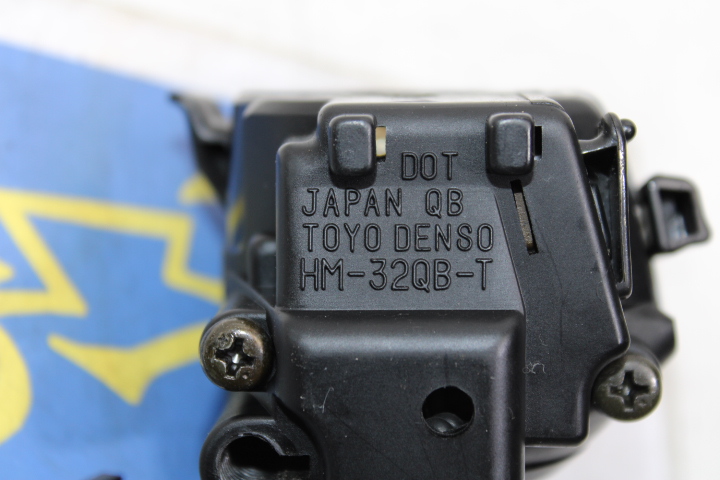 DOT
JAPAN QB
TOYO DENSO
HM-32QB-T